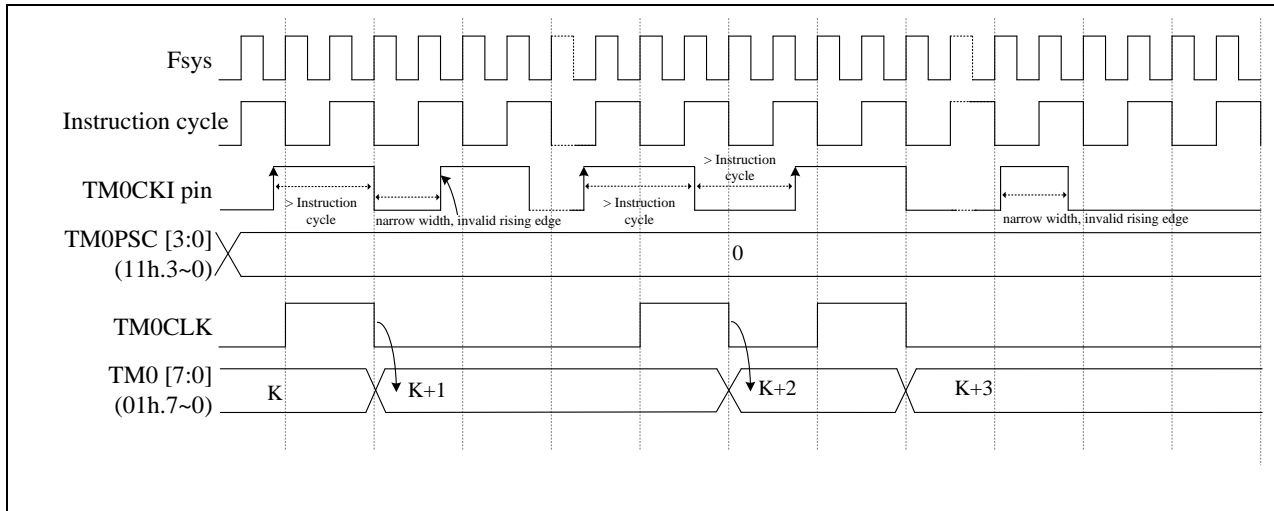 Fsys
Instruction cycle
TM0CKI pin
> Instruction
cycle
narrow width, invalid rising edge
> Instruction
cycle
> Instruction
cycle
narrow width, invalid rising edge
TM0PSC [3:0]
(11h.3~0)
0
TM0CLK
TM0 [7:0]
(01h.7~0)
K
K+1
K+2
K+3